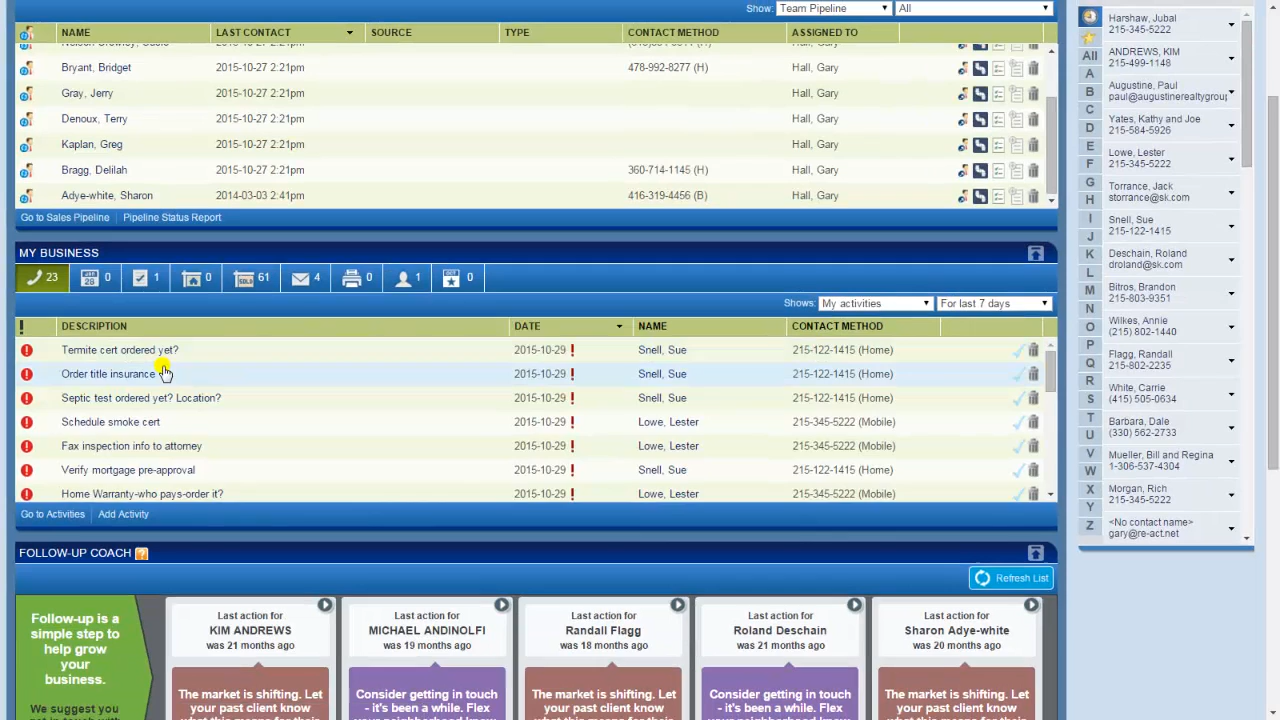 Show: Team Pipeline All
NAME LAST CONTACT SOURCE TYPE CONTACT METHOD ASSIGNED TO
Bryant, Bridget 2015-10-27 2:21pm 478-992-8277 (H) Hall, Gary
Gray, Jerry 2015-10-27 2:21pm Hall, Gary
Denoux, Terry 2015-10-27 2:21pm Hall, Gary
Kaplan, Greg 2015-10-27 2:21pm Hall, Gary
Bragg, Delilah 2015-10-27 2:21pm 360-714-1145 (H) Hall, Gary
Adye-white, Sharon 2014-03-03 2:41pm 416-319-4456 (B) Hall, Gary
Go to Sales Pipeline Pipeline Status Report
MY BUSINESS
23 0 1 0 61 4 0 1 0
Shows: My activities For last 7 days
DESCRIPTION DATE NAME CONTACT METHOD
Termite cert ordered yet? 2015-10-29 Snell, Sue 215-122-1415 (Home)
Order title insurance 2015-10-29 Snell, Sue 215-122-1415 (Home)
Septic test ordered yet? Location? 2015-10-29 Snell, Sue 215-122-1415 (Home)
Schedule smoke cert 2015-10-29 Lowe, Lester 215-345-5222 (Mobile)
Fax inspection info to attorney 2015-10-29 Lowe, Lester 215-345-5222 (Mobile)
Verify mortgage pre-approval 2015-10-29 Snell, Sue 215-122-1415 (Home)
Home Warranty-who pays-order it? 2015-10-29 Lowe, Lester 215-345-5222 (Mobile)
Go to Activities Add Activity
FOLLOW-UP COACH ?
Refresh List
Follow-up is a
simple step to
help grow
your
business.
We suggest you
Last action for
KIM ANDREWS
was 21 months ago
The market is shifting. Let
your past client know
Last action for
MICHAEL ANDINOLFI
was 19 months ago
Consider getting in touch
- it's been a while. Flex
Last action for
Randall Flagg
was 18 months ago
The market is shifting. Let
your past client know
Last action for
Roland Deschain
was 21 months ago
Consider getting in touch
- it's been a while. Flex
Last action for
Sharon Adye-white
was 20 months ago
The market is shifting. Let
your past client know
All
A
B
C
D
E
F
G
H
I
J
K
L
M
N
O
P
Q
R
S
T
U
V
W
X
Y
Z
Harshaw, Jubal
215-345-5222
ANDREWS, KIM
215-499-1148
Augustine, Paul
paul@augustinerealtygroup
Yates, Kathy and Joe
215-584-5926
Lowe, Lester
215-345-5222
Torrance, Jack
storrance@sk.com
Snell, Sue
215-122-1415
Deschain, Roland
droland@sk.com
Bitros, Brandon
215-803-9351
Wilkes, Annie
(215) 802-1440
Flagg, Randall
215-802-2235
White, Carrie
(415) 505-0634
Barbara, Dale
(330) 562-2733
Mueller, Bill and Regina
1-306-537-4304
Morgan, Rich
215-345-5222
<No contact name>
gary@re-act.net